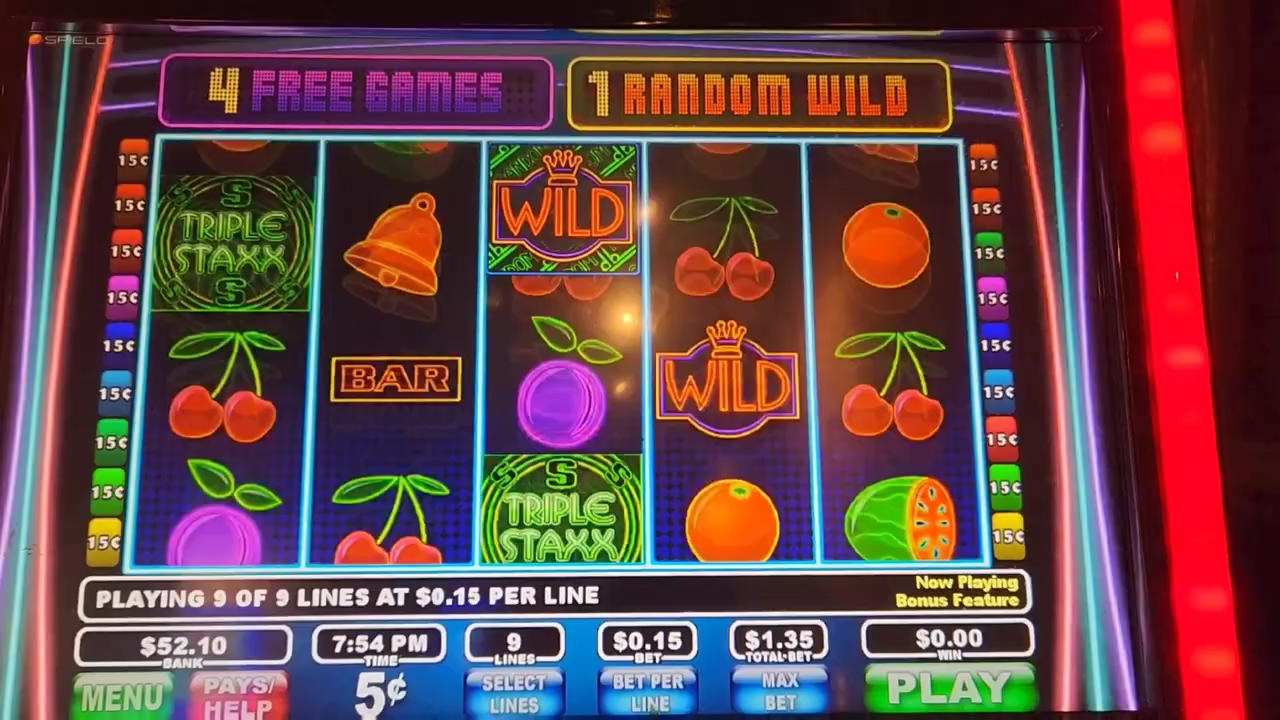 SPIELO
4 FREE GAMES
1 RANDOM WILD
15¢
15¢
15¢
15¢
15¢
15¢
15¢
15¢
15¢
S
TRIPLE
STAXX
S
WILD
BAR
WILD
S
TRIPLE
STAXX
15¢
15¢
15¢
15¢
15¢
15¢
15¢
15¢
15¢
PLAYING 9 OF 9 LINES AT $0.15 PER LINE
Now Playing
Bonus Feature
$52.10
BANK
7:54 PM
TIME
9
LINES
$0.15
BET
$1.35
TOTAL BET
$0.00
WIN
MENU
PAYS/
HELP
5¢
SELECT
LINES
BET PER
LINE
MAX
BET
PLAY